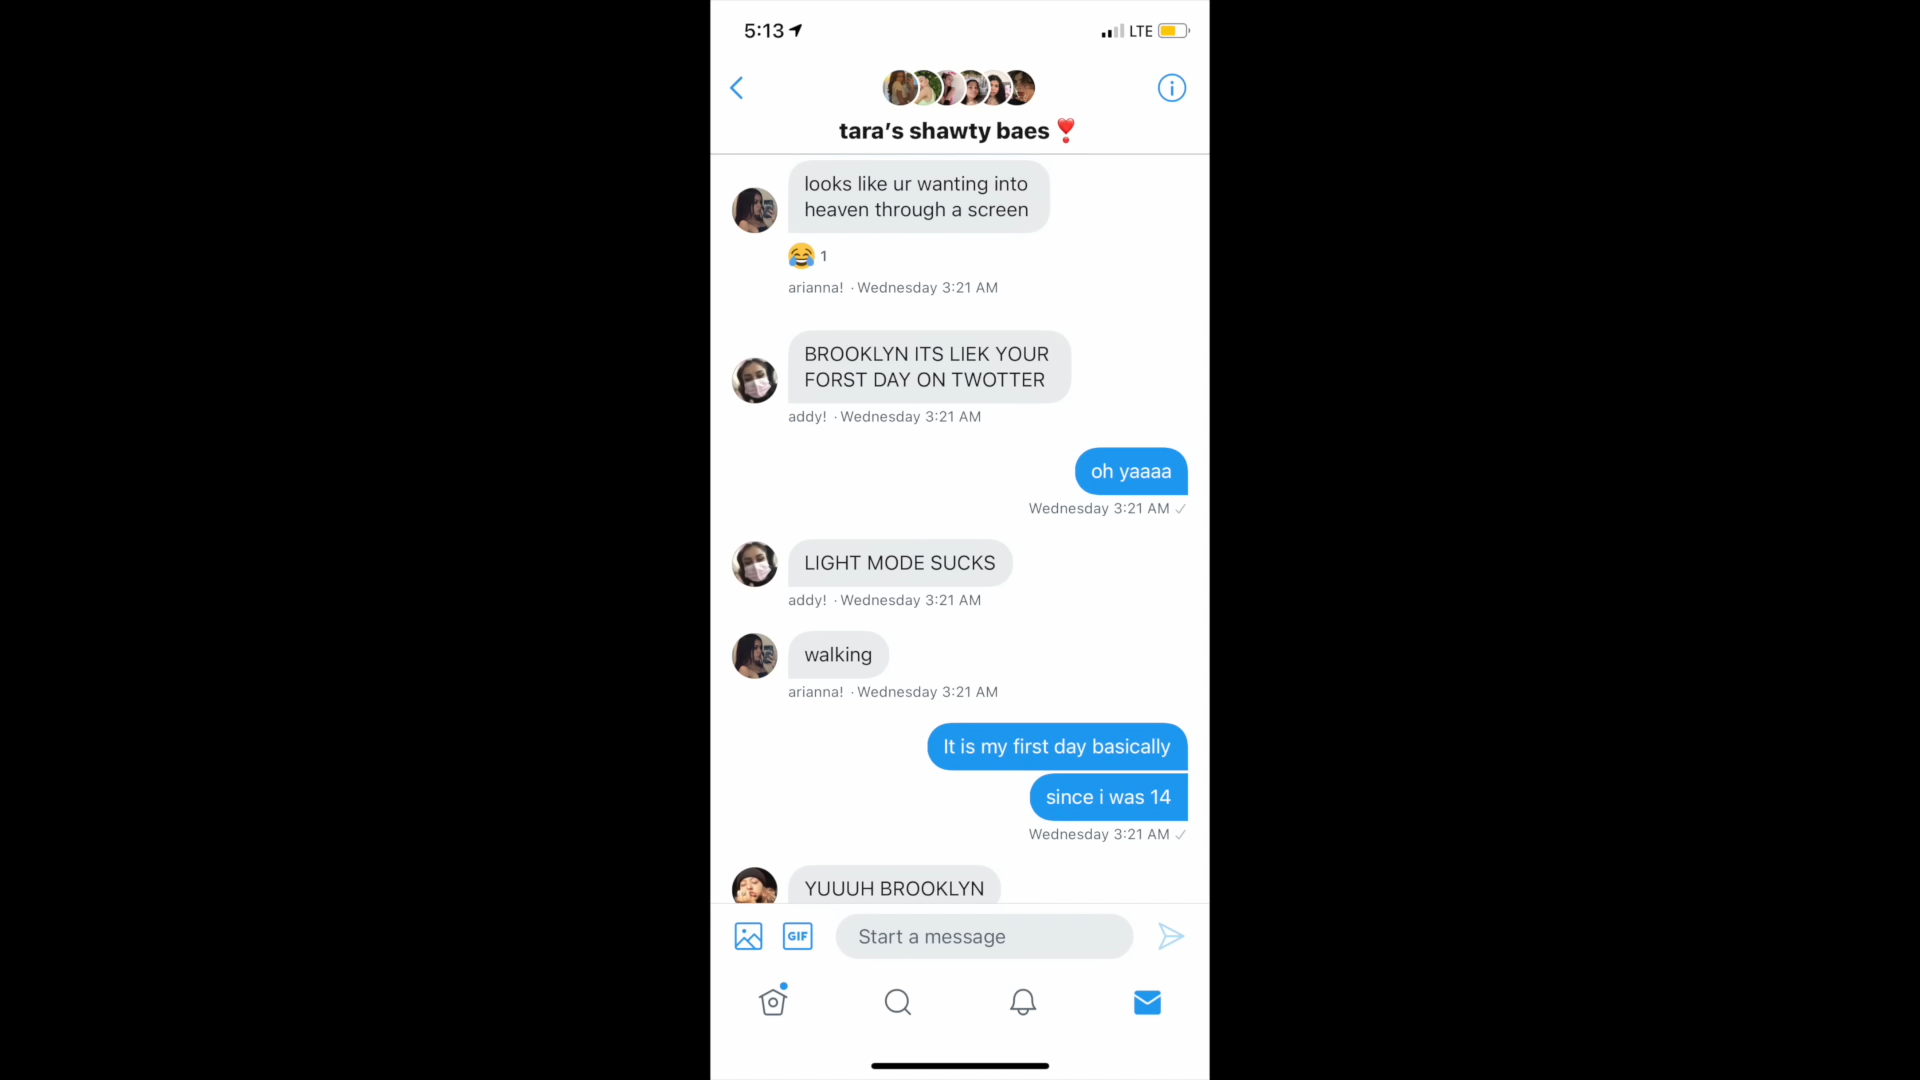 5:13
LTE
tara’s shawty baes❣️
looks like ur wanting into
heaven through a screen
😂 1
arianna! · Wednesday 3:21 AM
BROOKLYN ITS LIEK YOUR
FORST DAY ON TWOTTER
addy! · Wednesday 3:21 AM
oh yaaaa
Wednesday 3:21 AM ✓
LIGHT MODE SUCKS
addy! · Wednesday 3:21 AM
walking
arianna! · Wednesday 3:21 AM
It is my first day basically
since i was 14
Wednesday 3:21 AM ✓
YUUUH BROOKLYN
GIF
Start a message